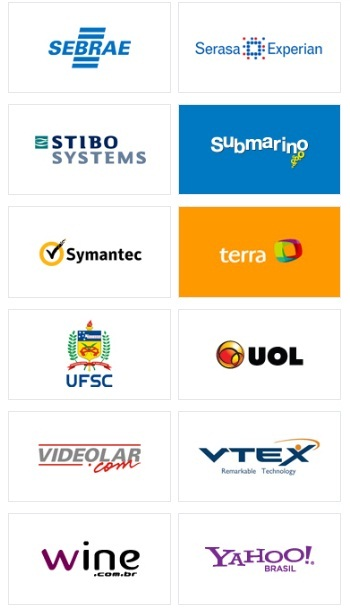 SEBRAE
Serasa Experian
STIBO
SYSTEMS
Submarino
Symantec
terra
UFSC
UOL
VIDEOLAR
.com
VTEX
Remarkable Technology
wine
.com.br
YAHOO!
BRASIL